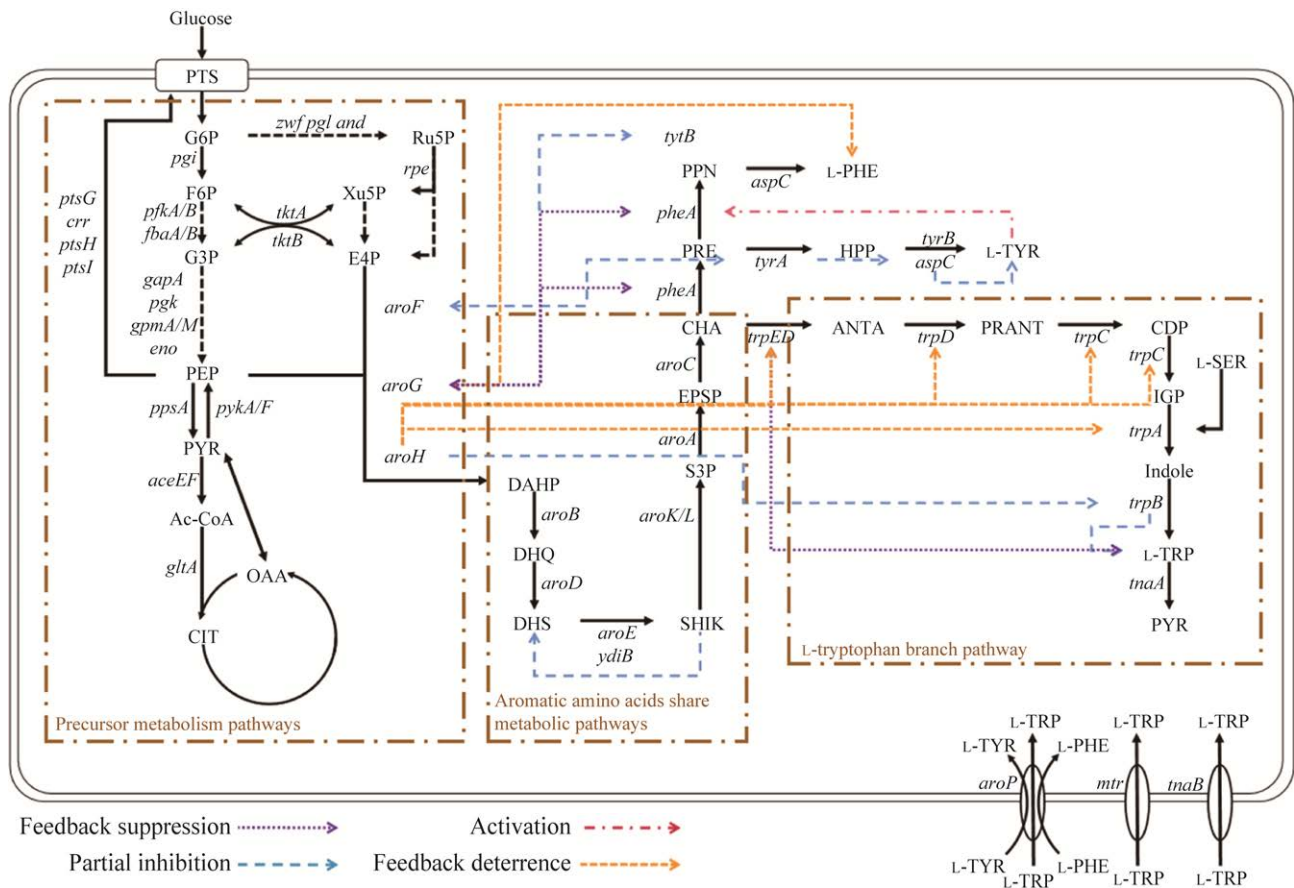 Glucose
PTS
G6P
zwf pgl and
Ru5P
pgi
rpe
F6P
Xu5P
ptsG
crr
ptsH
ptsI
pfkA/B
fbaA/B
tktA
tktB
G3P
E4P
gapA
pgk
gpmA/M
eno
PEP
ppsA
pykA/F
PYR
aceEF
Ac-CoA
gltA
OAA
CIT
Precursor metabolism pathways
aroF
aroG
aroH
tytB
PPN
aspC
L-PHE
pheA
PRE
tyrA
HPP
tyrB
aspC
L-TYR
pheA
CHA
aroC
EPSP
aroA
S3P
DAHP
aroB
aroK/L
DHQ
aroD
DHS
aroE
ydiB
SHIK
Aromatic amino acids share
metabolic pathways
trpED
ANTA
trpD
PRANT
trpC
CDP
trpC
L-SER
IGP
trpA
Indole
trpB
L-TRP
tnaA
PYR
L-tryptophan branch pathway
L-TRP
L-TYR
L-PHE
aroP
L-TYR
L-PHE
L-TRP
L-TRP
mtr
L-TRP
L-TRP
tnaB
L-TRP
Feedback suppression
Activation
Partial inhibition
Feedback deterrence